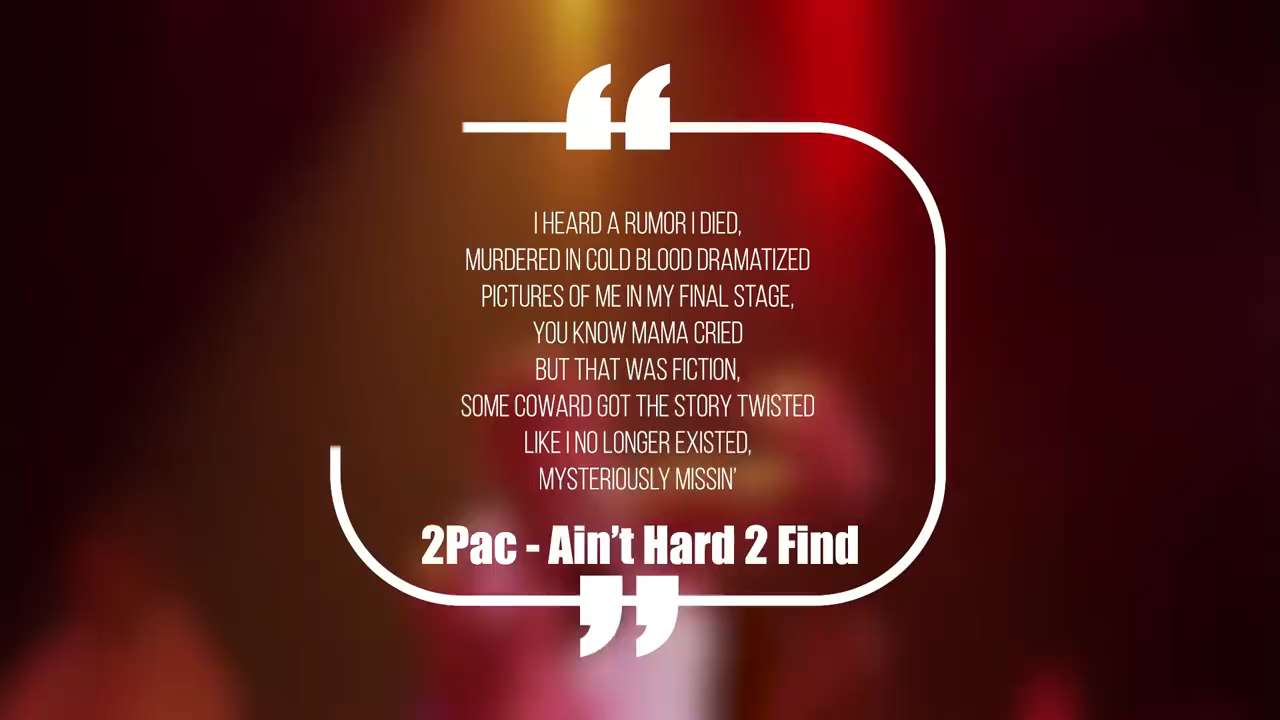 “
I HEARD A RUMOR I DIED,
MURDERED IN COLD BLOOD DRAMATIZED
PICTURES OF ME IN MY FINAL STAGE,
YOU KNOW MAMA CRIED
BUT THAT WAS FICTION,
SOME COWARD GOT THE STORY TWISTED
LIKE I NO LONGER EXISTED,
MYSTERIOUSLY MISSIN’
2Pac - Ain’t Hard 2 Find
”